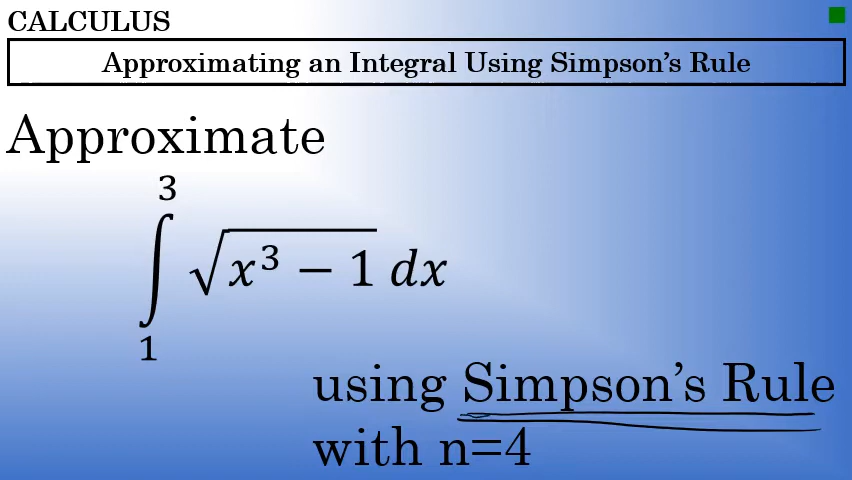 CALCULUS
Approximating an Integral Using Simpson's Rule
Approximate
3
∫ √(x³ − 1) dx
1
using Simpson's Rule
with n=4